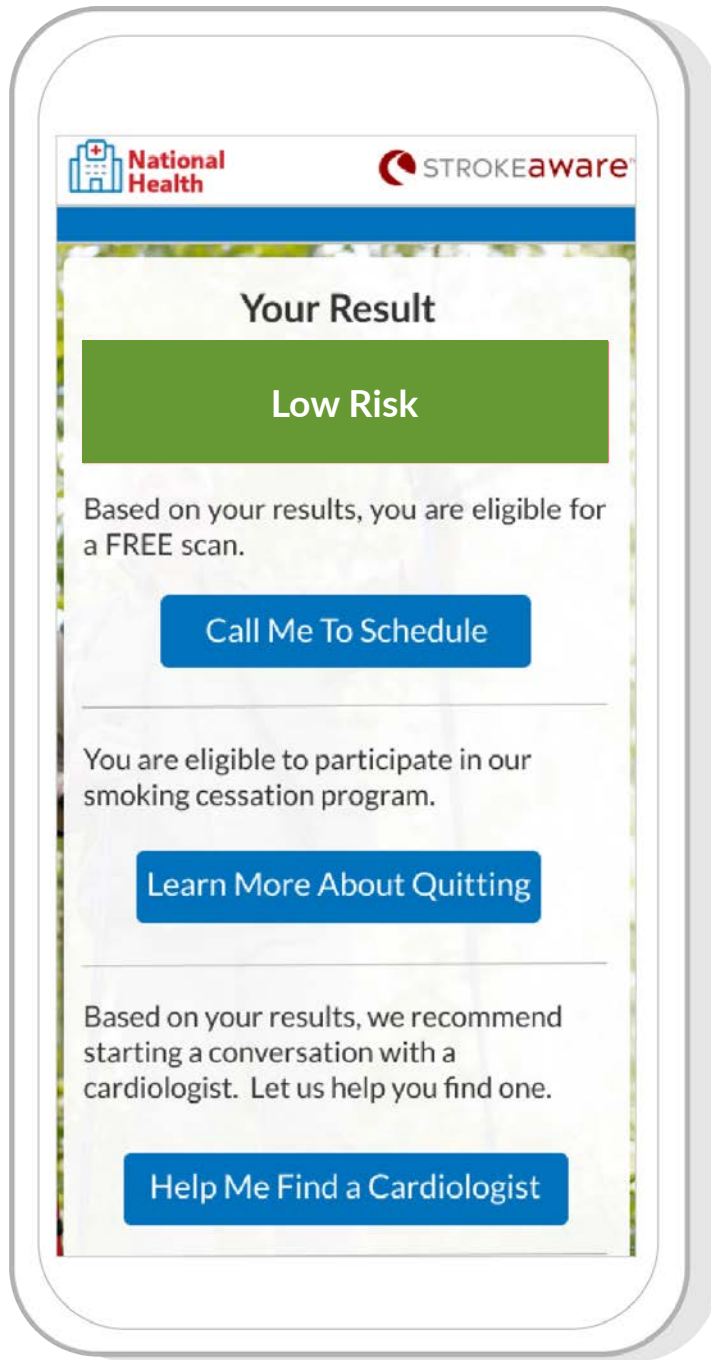 National
Health
STROKEaware™
Your Result
Low Risk
Based on your results, you are eligible for
a FREE scan.
Call Me To Schedule
You are eligible to participate in our
smoking cessation program.
Learn More About Quitting
Based on your results, we recommend
starting a conversation with a
cardiologist. Let us help you find one.
Help Me Find a Cardiologist